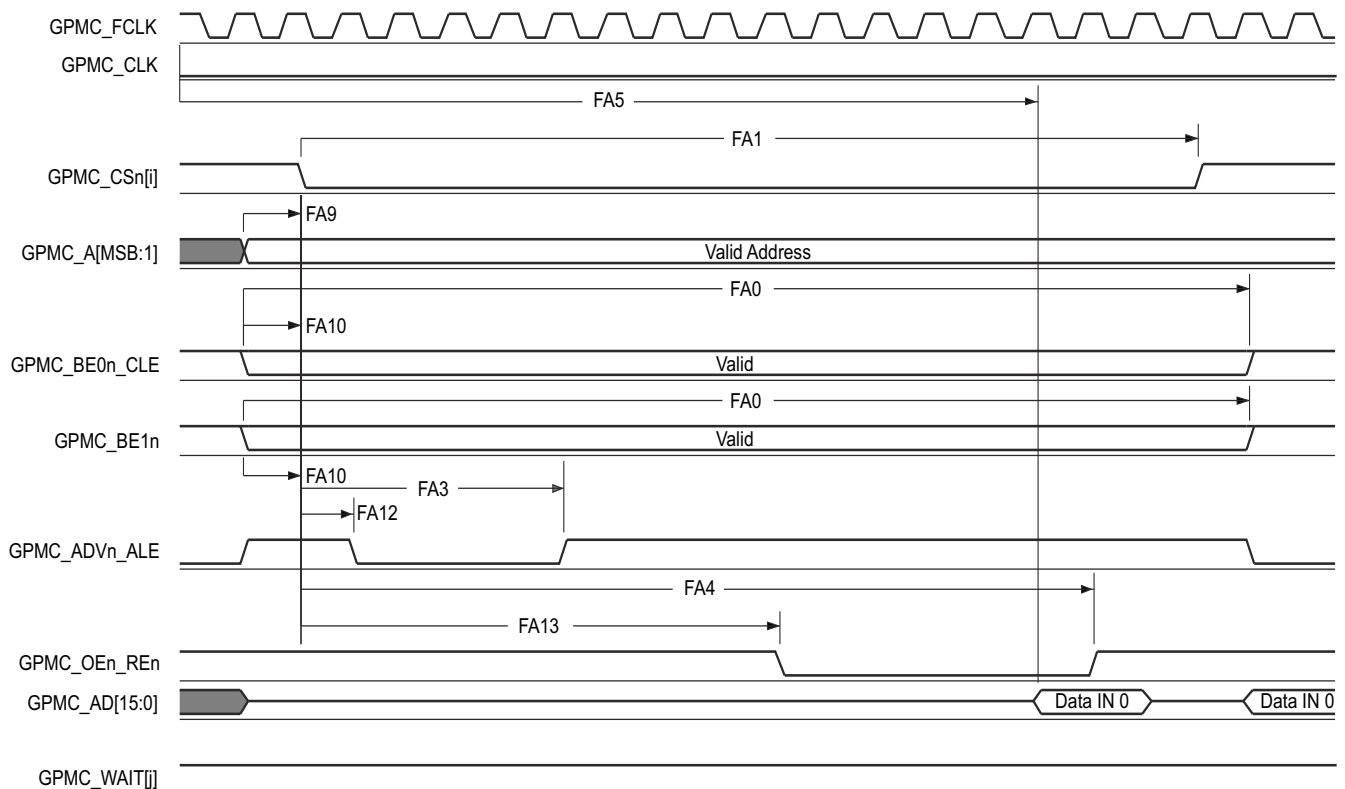 GPMC_FCLK
GPMC_CLK
FA5
FA1
GPMC_CSn[i]
FA9
GPMC_A[MSB:1]
Valid Address
FA0
FA10
GPMC_BE0n_CLE
Valid
FA0
GPMC_BE1n
Valid
FA10
FA3
FA12
GPMC_ADVn_ALE
FA4
FA13
GPMC_OEn_REn
GPMC_AD[15:0]
Data IN 0
Data IN 0
GPMC_WAIT[j]